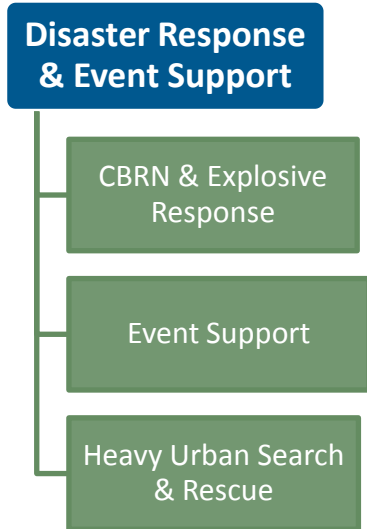 Disaster Response
& Event Support
CBRN & Explosive
Response
Event Support
Heavy Urban Search
& Rescue